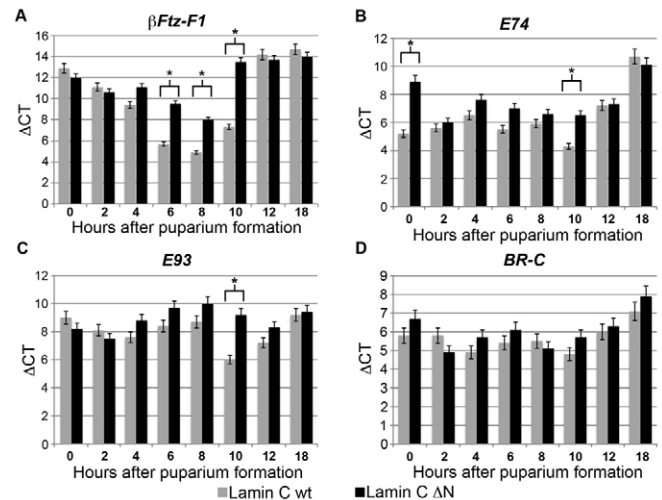 A βFtz-F1
ΔCT
16
14
12
10
8
6
4
2
0
* * *
0 2 4 6 8 10 12 18
Hours after puparium formation
B E74
ΔCT
12
10
8
6
4
2
0
* *
0 2 4 6 8 10 12 18
Hours after puparium formation
C E93
ΔCT
12
10
8
6
4
2
0
*
0 2 4 6 8 10 12 18
Hours after puparium formation
D BR-C
ΔCT
9
8
7
6
5
4
3
2
1
0
0 2 4 6 8 10 12 18
Hours after puparium formation
Lamin C wt
Lamin C ΔN